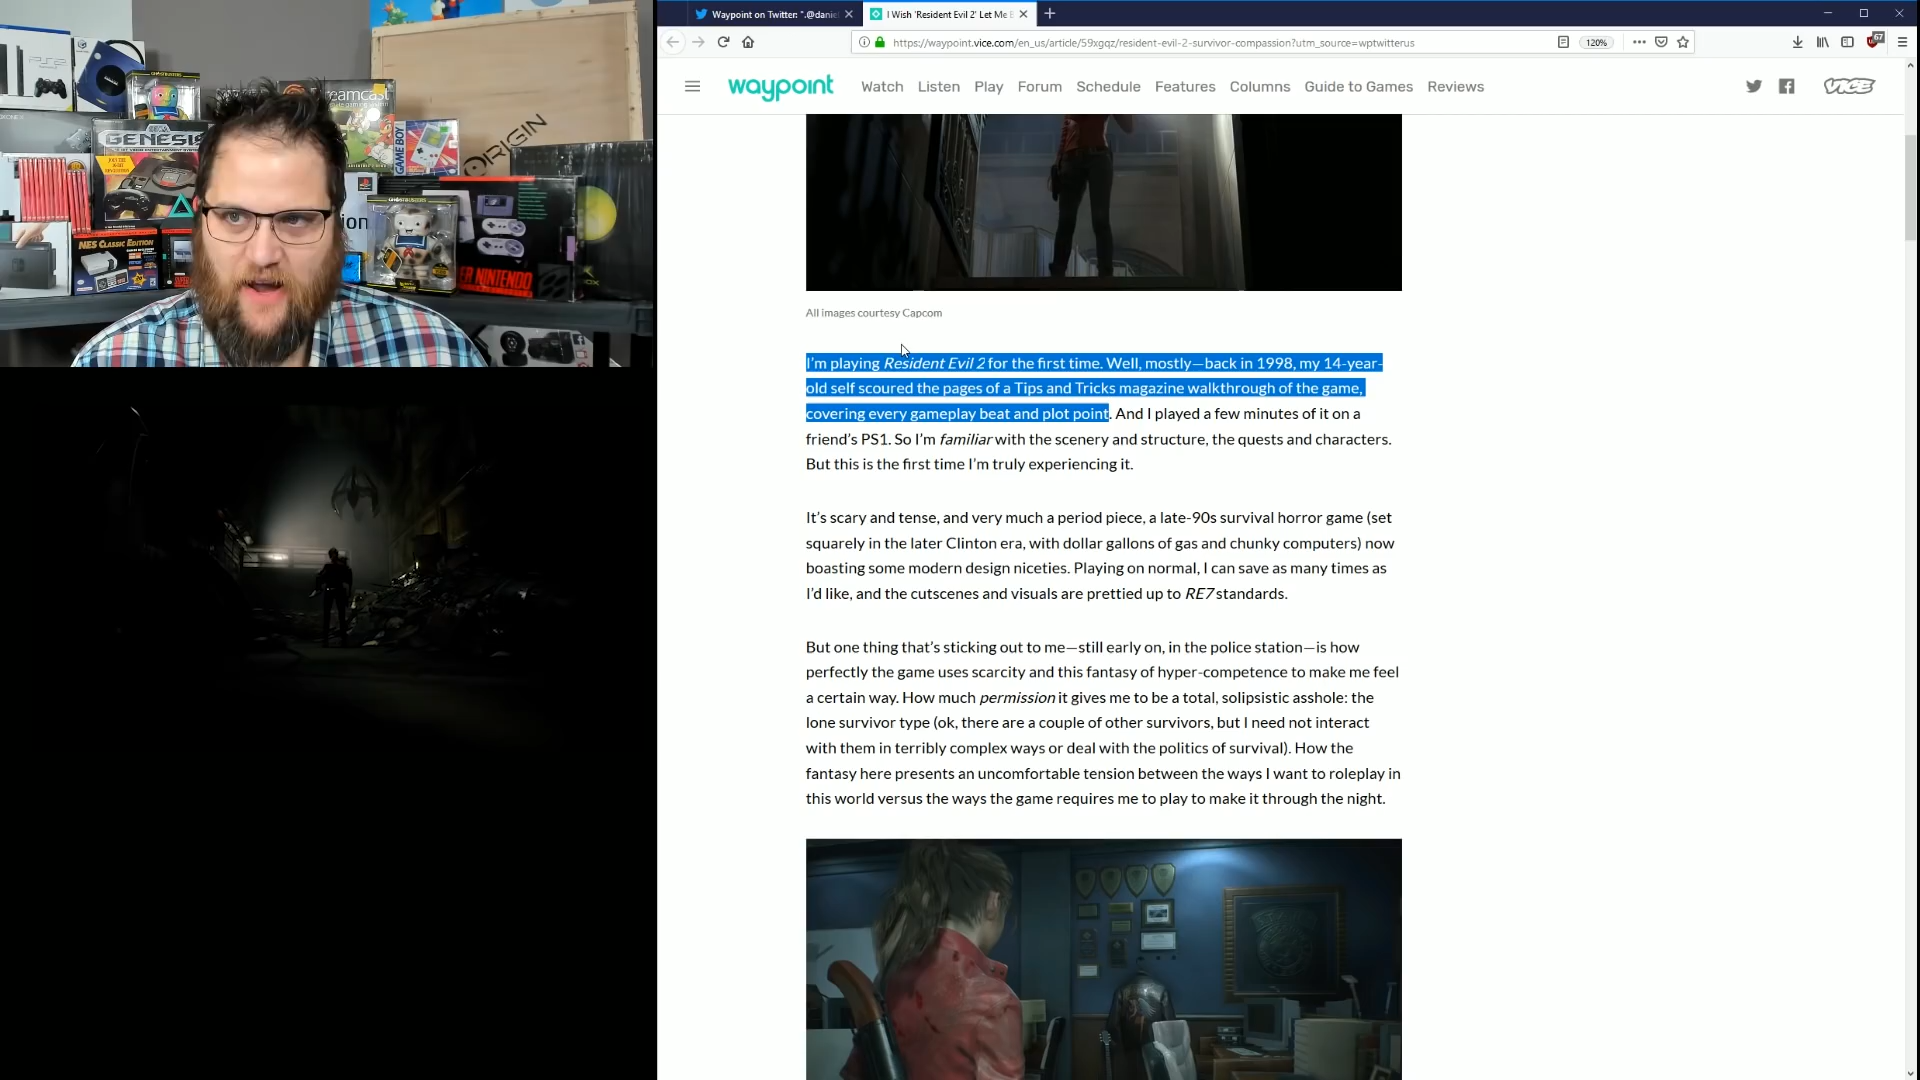 Waypoint on Twitter: ".@daniel
I Wish 'Resident Evil 2' Let Me B
https://waypoint.vice.com/en_us/article/59xgqz/resident-evil-2-survivor-compassion?utm_source=wptwitterus
120%
67
waypoint
Watch Listen Play Forum Schedule Features Columns Guide to Games Reviews
VICE
All images courtesy Capcom
I'm playing Resident Evil 2 for the first time. Well, mostly—back in 1998, my 14-year-
old self scoured the pages of a Tips and Tricks magazine walkthrough of the game,
covering every gameplay beat and plot point. And I played a few minutes of it on a
friend's PS1. So I'm familiar with the scenery and structure, the quests and characters.
But this is the first time I'm truly experiencing it.
It's scary and tense, and very much a period piece, a late-90s survival horror game (set
squarely in the later Clinton era, with dollar gallons of gas and chunky computers) now
boasting some modern design niceties. Playing on normal, I can save as many times as
I'd like, and the cutscenes and visuals are prettied up to RE7 standards.
But one thing that's sticking out to me—still early on, in the police station—is how
perfectly the game uses scarcity and this fantasy of hyper-competence to make me feel
a certain way. How much permission it gives me to be a total, solipsistic asshole: the
lone survivor type (ok, there are a couple of other survivors, but I need not interact
with them in terribly complex ways or deal with the politics of survival). How the
fantasy here presents an uncomfortable tension between the ways I want to roleplay in
this world versus the ways the game requires me to play to make it through the night.
PS2
GHOSTBUSTERS
Dreamcast
GENESIS
GAME BOY
ORIGIN
NES CLASSIC EDITION
ion
ER NINTENDO